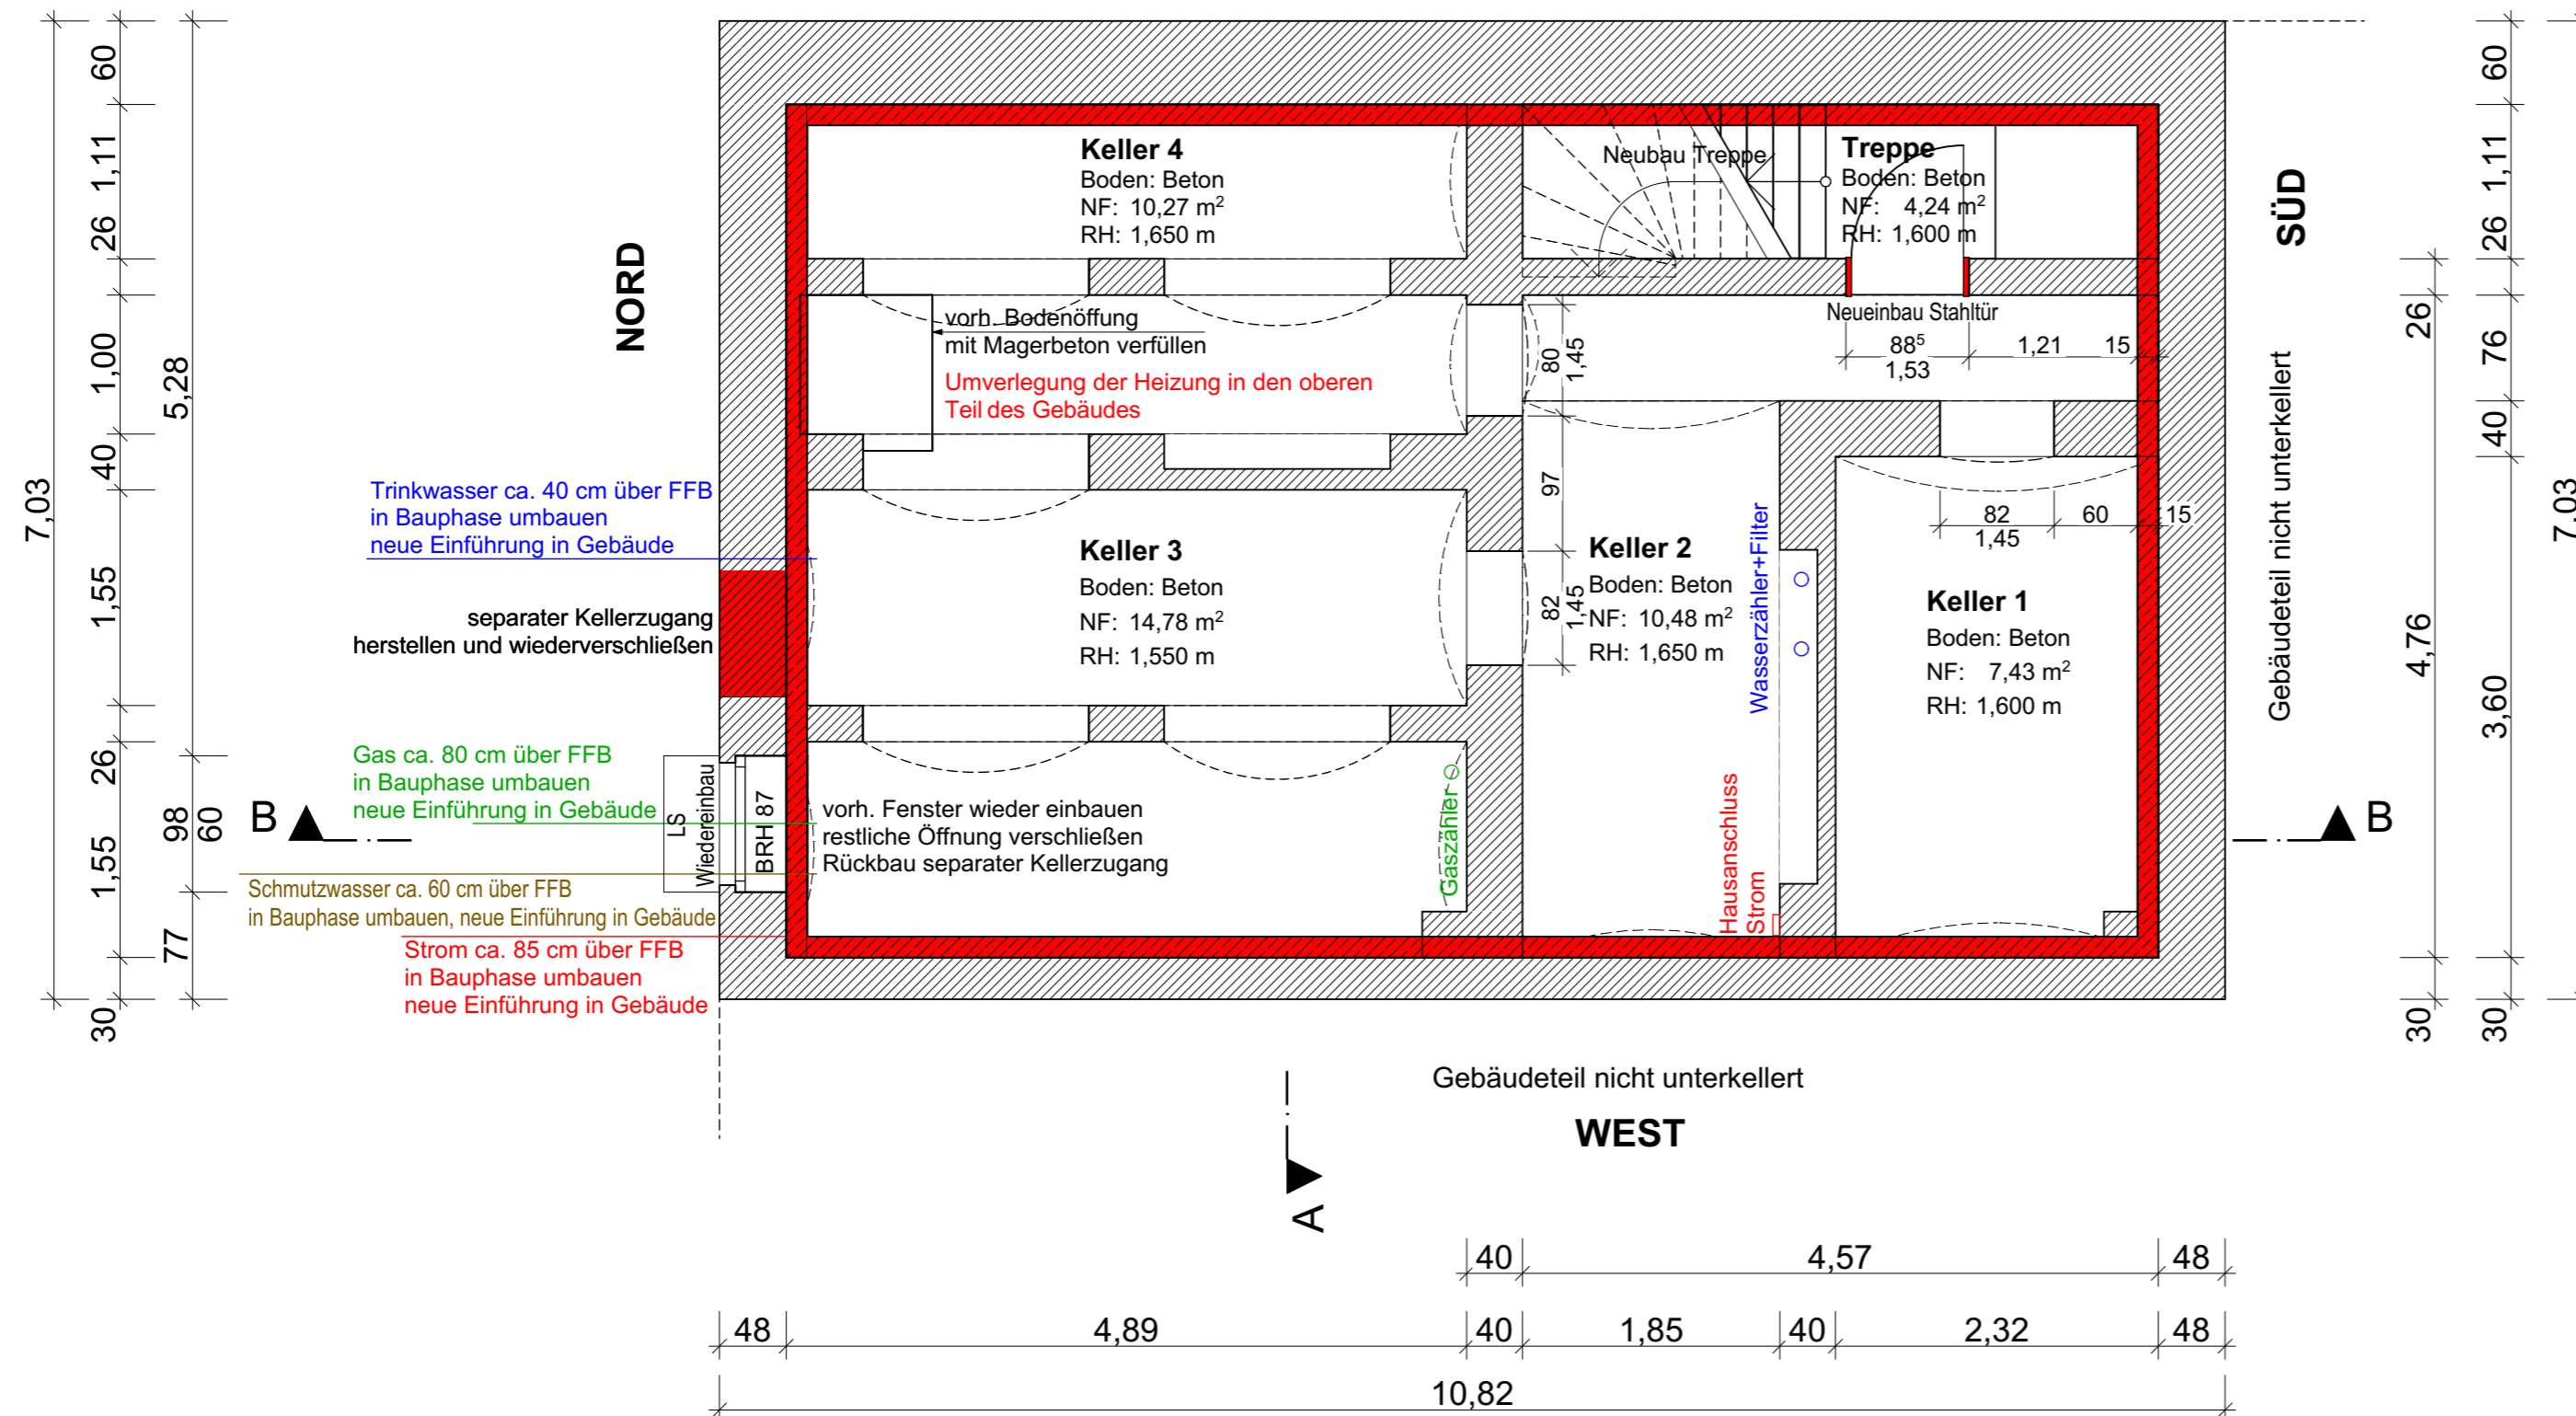 Keller 4
Boden: Beton
NF: 10,27 m²
RH: 1,650 m
Neubau Treppe
Treppe
Boden: Beton
NF: 4,24 m²
RH: 1,600 m
NORD
SÜD
vorh. Bodenöffung
mit Magerbeton verfüllen
Umverlegung der Heizung in den oberen
Teil des Gebäudes
Neueinbau Stahltür
88⁵
1,53
1,21
15
80
1,45
97
82
1,45
82
1,45
60
15
Trinkwasser ca. 40 cm über FFB
in Bauphase umbauen
neue Einführung in Gebäude
separater Kellerzugang
herstellen und wiederverschließen
Keller 3
Boden: Beton
NF: 14,78 m²
RH: 1,550 m
Keller 2
Boden: Beton
NF: 10,48 m²
RH: 1,650 m
Wasserzähler+Filter
Keller 1
Boden: Beton
NF: 7,43 m²
RH: 1,600 m
Gebäudeteil nicht unterkellert
Gas ca. 80 cm über FFB
in Bauphase umbauen
neue Einführung in Gebäude
LS
Wiedereinbau
BRH 87
vorh. Fenster wieder einbauen
restliche Öffnung verschließen
Rückbau separater Kellerzugang
Gaszähler
Hausanschluss
Strom
B
B
Schmutzwasser ca. 60 cm über FFB
in Bauphase umbauen, neue Einführung in Gebäude
Strom ca. 85 cm über FFB
in Bauphase umbauen
neue Einführung in Gebäude
Gebäudeteil nicht unterkellert
WEST
A
7,03
60
1,11
26
1,00
40
1,55
26
1,55
30
5,28
98
60
77
26
4,76
30
60
1,11
26
76
40
3,60
30
7,03
40
4,57
48
48
4,89
40
1,85
40
2,32
48
10,82